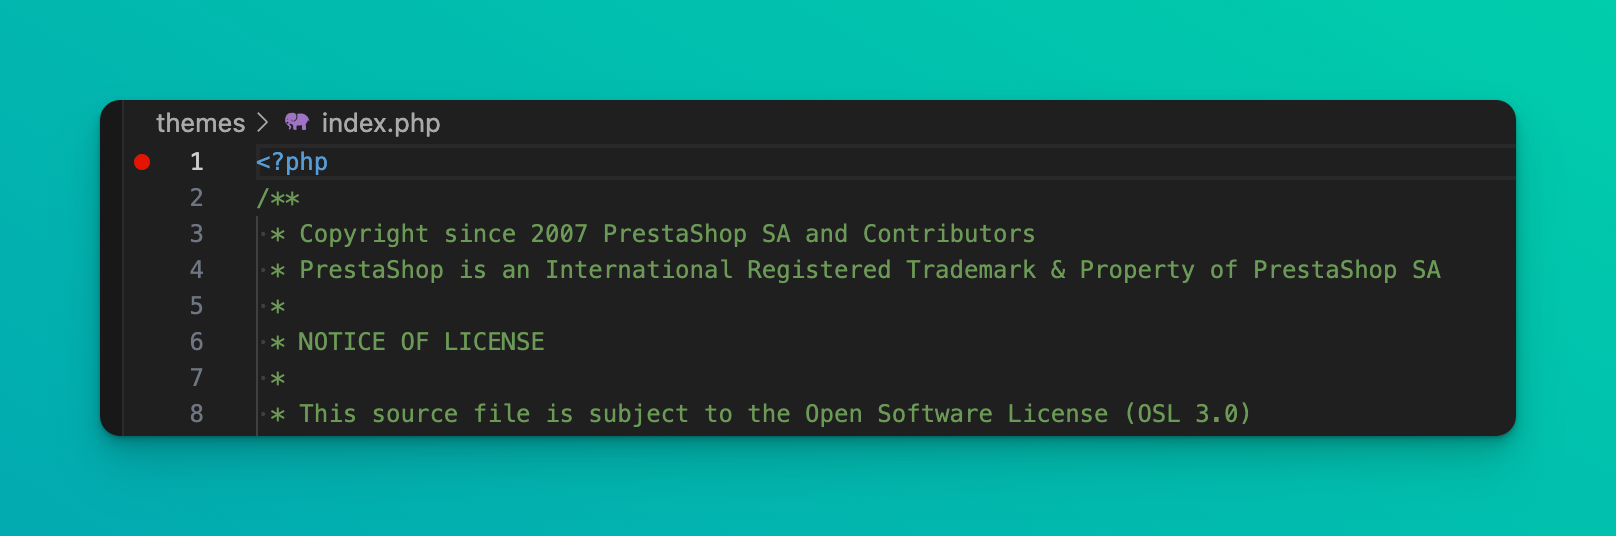 themes > index.php
1 <?php
2 /**
3 * Copyright since 2007 PrestaShop SA and Contributors
4 * PrestaShop is an International Registered Trademark & Property of PrestaShop SA
5 *
6 * NOTICE OF LICENSE
7 *
8 * This source file is subject to the Open Software License (OSL 3.0)